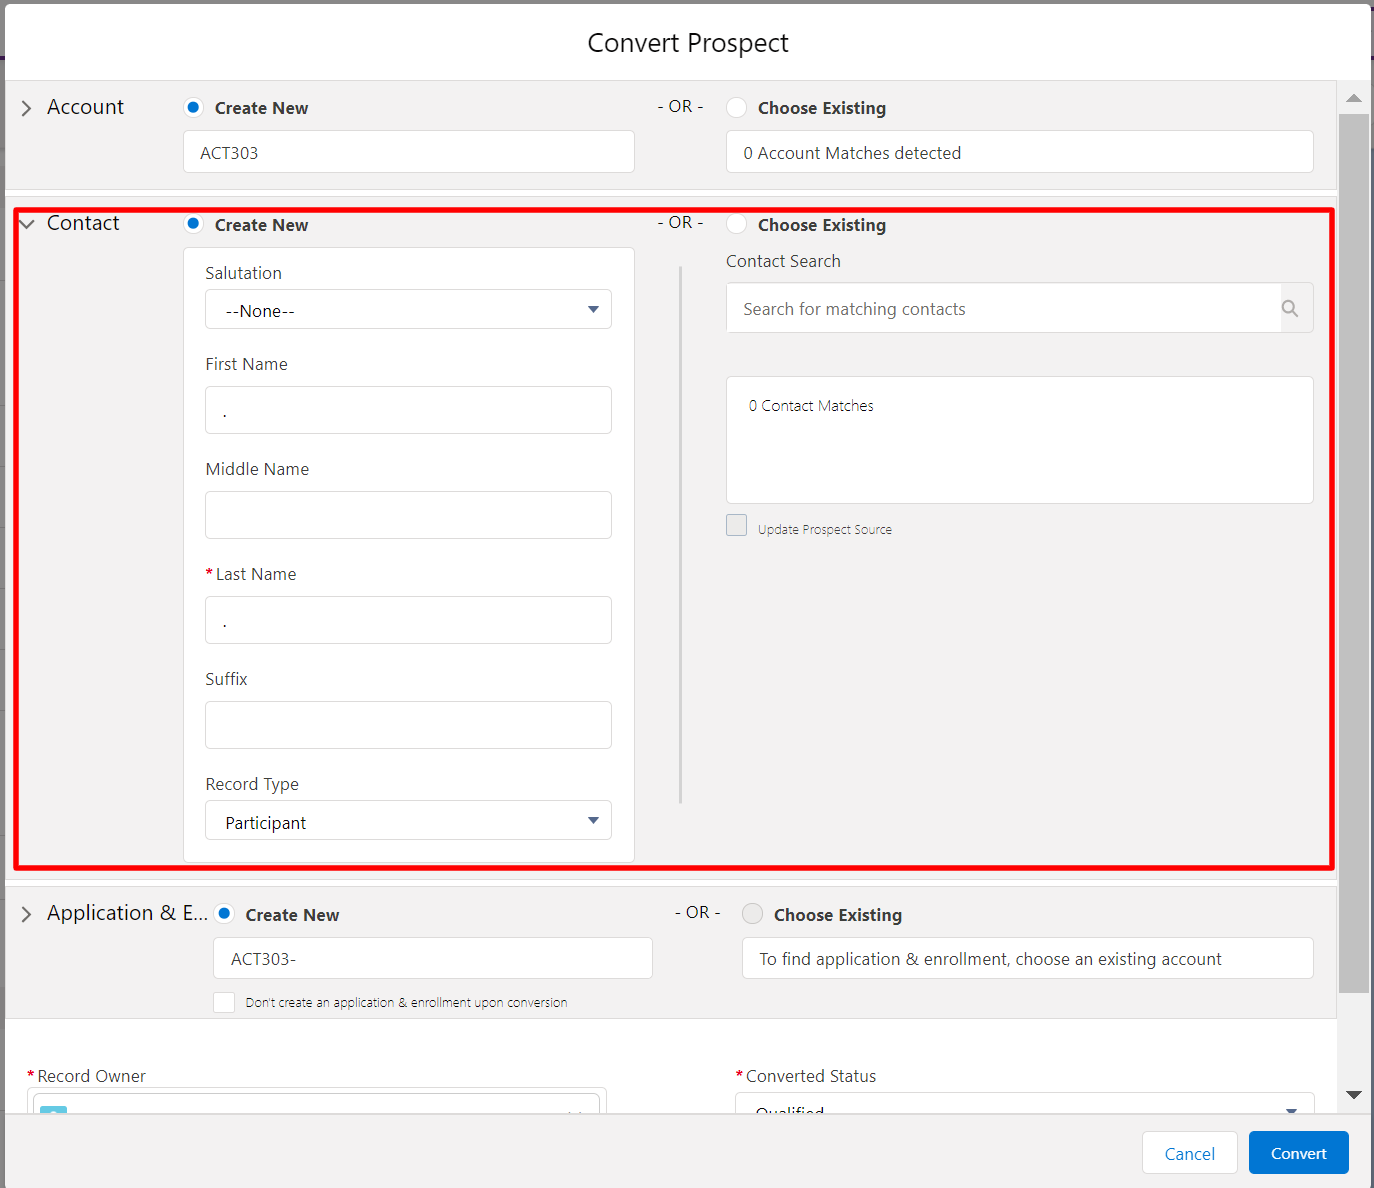 Convert Prospect
Account
Create New
- OR -
Choose Existing
ACT303
0 Account Matches detected
Contact
Create New
- OR -
Choose Existing
Salutation
--None--
First Name
.
Middle Name
*Last Name
.
Suffix
Record Type
Participant
Contact Search
Search for matching contacts
0 Contact Matches
Update Prospect Source
Application & E...
Create New
- OR -
Choose Existing
ACT303-
To find application & enrollment, choose an existing account
Don't create an application & enrollment upon conversion
*Record Owner
*Converted Status
Qualified
Cancel
Convert